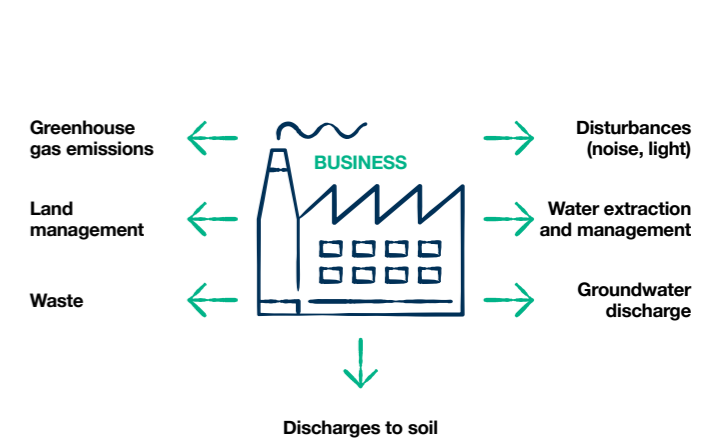 Greenhouse
gas emissions
BUSINESS
Disturbances
(noise, light)
Land
management
Water extraction
and management
Waste
Groundwater
discharge
Discharges to soil